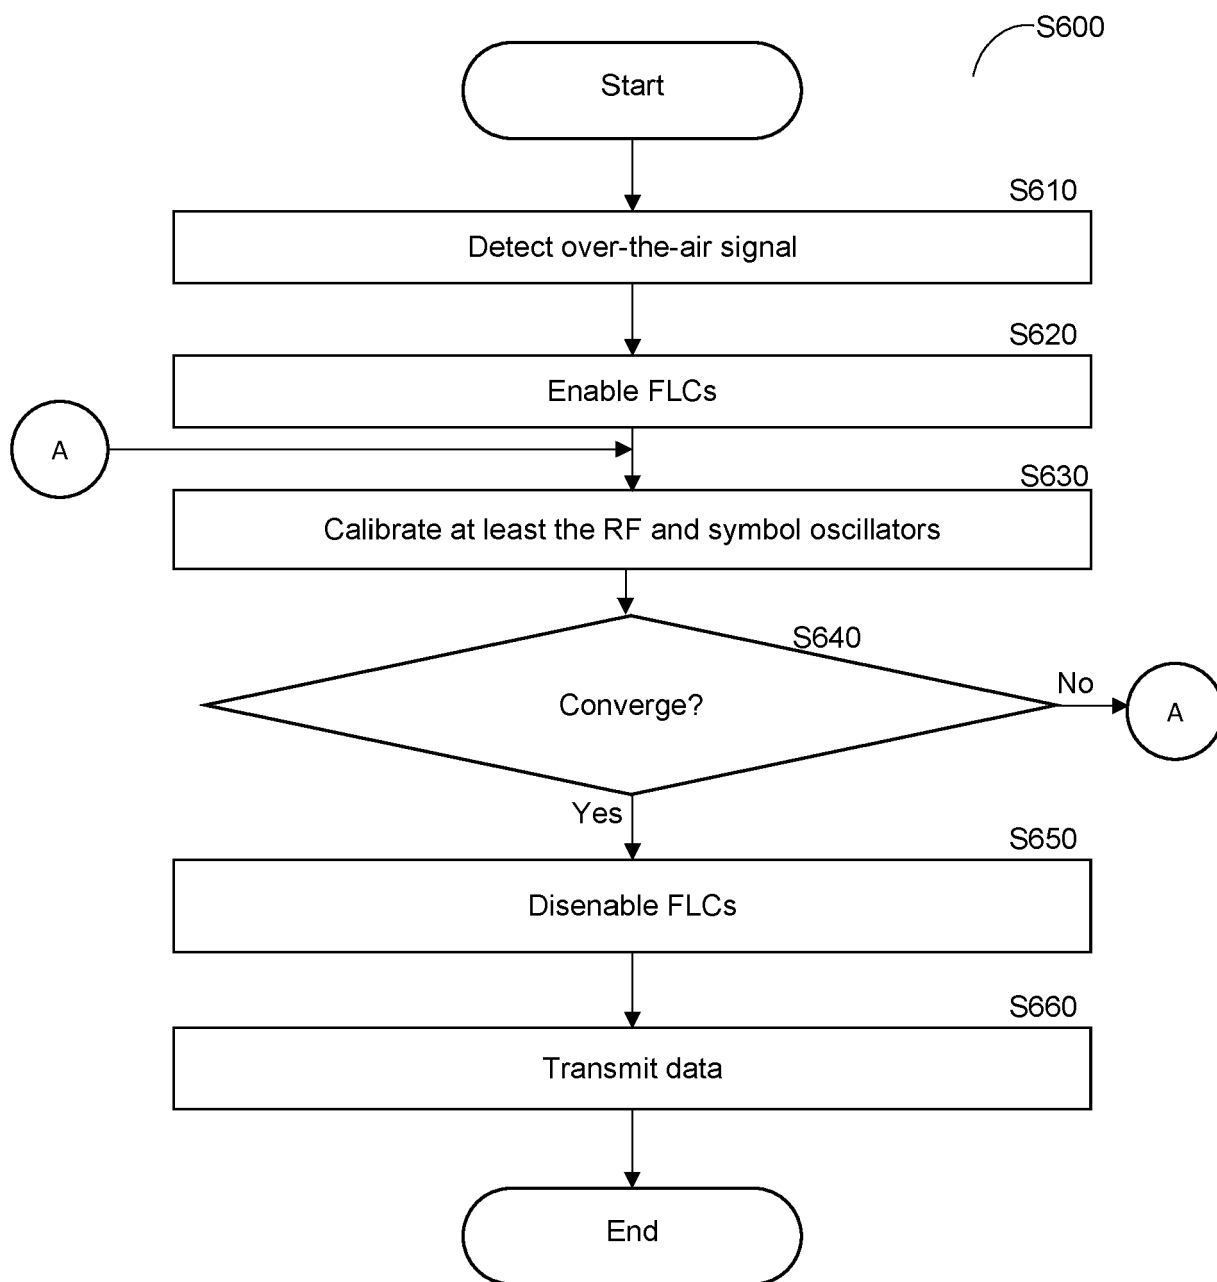 S600
Start
S610
Detect over-the-air signal
S620
Enable FLCs
A
S630
Calibrate at least the RF and symbol oscillators
S640
Converge?
No
A
Yes
S650
Disenable FLCs
S660
Transmit data
End